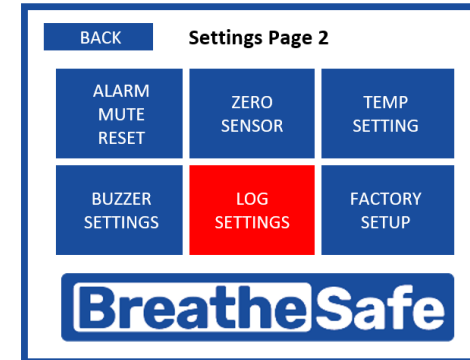 BACK Settings Page 2
ALARM
MUTE
RESET
ZERO
SENSOR
TEMP
SETTING
BUZZER
SETTINGS
LOG
SETTINGS
FACTORY
SETUP
BreatheSafe